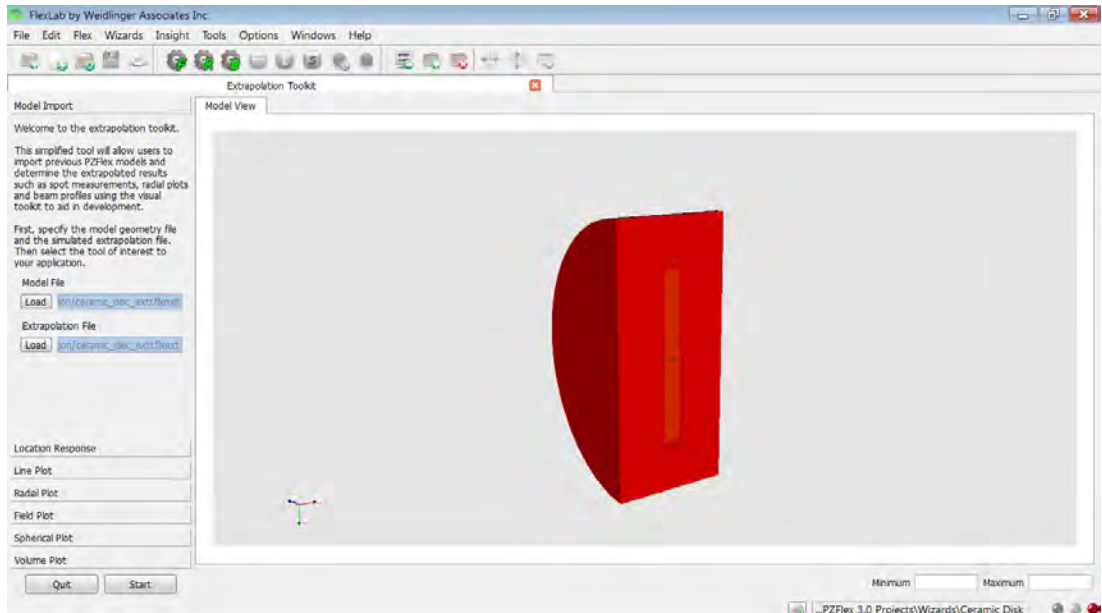 FlexLab by Weidlinger Associates Inc.
File Edit Flex Wizards Insight Tools Options Windows Help
Extrapolation Toolkit
Model Import
Model View
Welcome to the extrapolation toolkit.
This simplified tool will allow users to
import previous PZFlex models and
determine the extrapolated results
such as spot measurements, radial plots
and beam profiles using the visual
toolkit to aid in development.
First, specify the model geometry file
and the simulated extrapolation file.
Then select the tool of interest to
your application.
Model File
Load
Extrapolation File
Load
Location Response
Line Plot
Radial Plot
Field Plot
Spherical Plot
Volume Plot
Quit Start
Minimum Maximum
...PZFlex 3.0 Projects\Wizards\Ceramic Disk